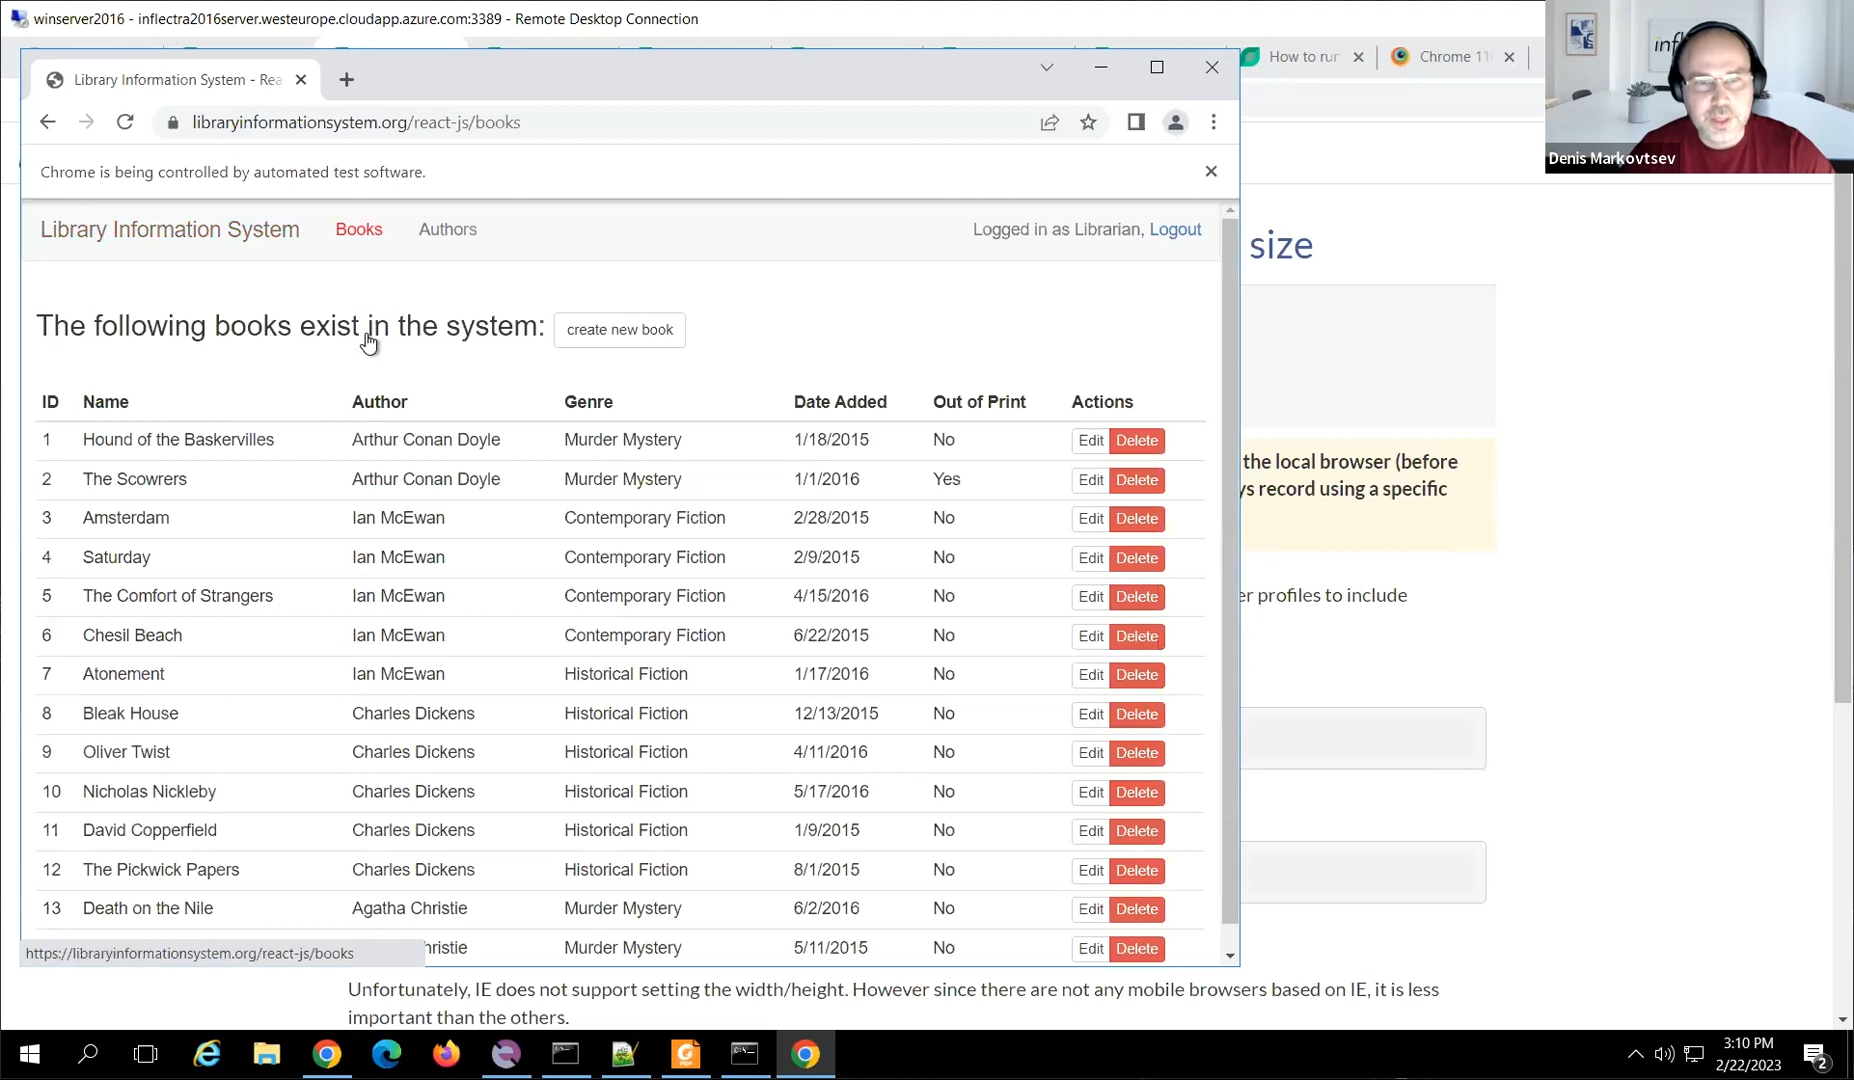 winserver2016 - inflectra2016server.westeurope.cloudapp.azure.com:3389 - Remote Desktop Connection
Library Information System - Rea
How to run
Chrome 11
libraryinformationsystem.org/react-js/books
Chrome is being controlled by automated test software.
Denis Markovtsev
Library Information System Books Authors Logged in as Librarian, Logout
size
The following books exist in the system: create new book
ID Name Author Genre Date Added Out of Print Actions
1 Hound of the Baskervilles Arthur Conan Doyle Murder Mystery 1/18/2015 No Edit Delete
the local browser (before
2 The Scowrers Arthur Conan Doyle Murder Mystery 1/1/2016 Yes Edit Delete
ys record using a specific
3 Amsterdam Ian McEwan Contemporary Fiction 2/28/2015 No Edit Delete
4 Saturday Ian McEwan Contemporary Fiction 2/9/2015 No Edit Delete
5 The Comfort of Strangers Ian McEwan Contemporary Fiction 4/15/2016 No Edit Delete
er profiles to include
6 Chesil Beach Ian McEwan Contemporary Fiction 6/22/2015 No Edit Delete
7 Atonement Ian McEwan Historical Fiction 1/17/2016 No Edit Delete
8 Bleak House Charles Dickens Historical Fiction 12/13/2015 No Edit Delete
9 Oliver Twist Charles Dickens Historical Fiction 4/11/2016 No Edit Delete
10 Nicholas Nickleby Charles Dickens Historical Fiction 5/17/2016 No Edit Delete
11 David Copperfield Charles Dickens Historical Fiction 1/9/2015 No Edit Delete
12 The Pickwick Papers Charles Dickens Historical Fiction 8/1/2015 No Edit Delete
13 Death on the Nile Agatha Christie Murder Mystery 6/2/2016 No Edit Delete
hristie Murder Mystery 5/11/2015 No Edit Delete
https://libraryinformationsystem.org/react-js/books
Unfortunately, IE does not support setting the width/height. However since there are not any mobile browsers based on IE, it is less
important than the others.
3:10 PM
2/22/2023
2